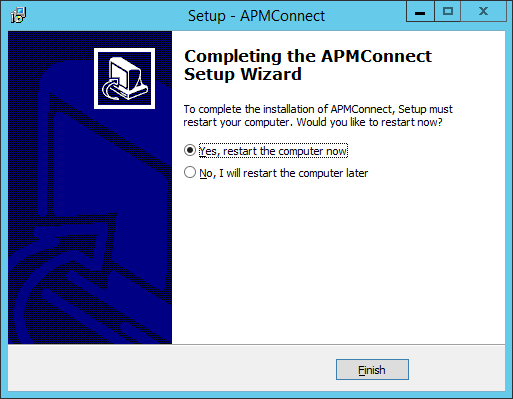 Setup - APMConnect
Completing the APMConnect
Setup Wizard
To complete the installation of APMConnect, Setup must
restart your computer. Would you like to restart now?
Yes, restart the computer now
No, I will restart the computer later
Finish